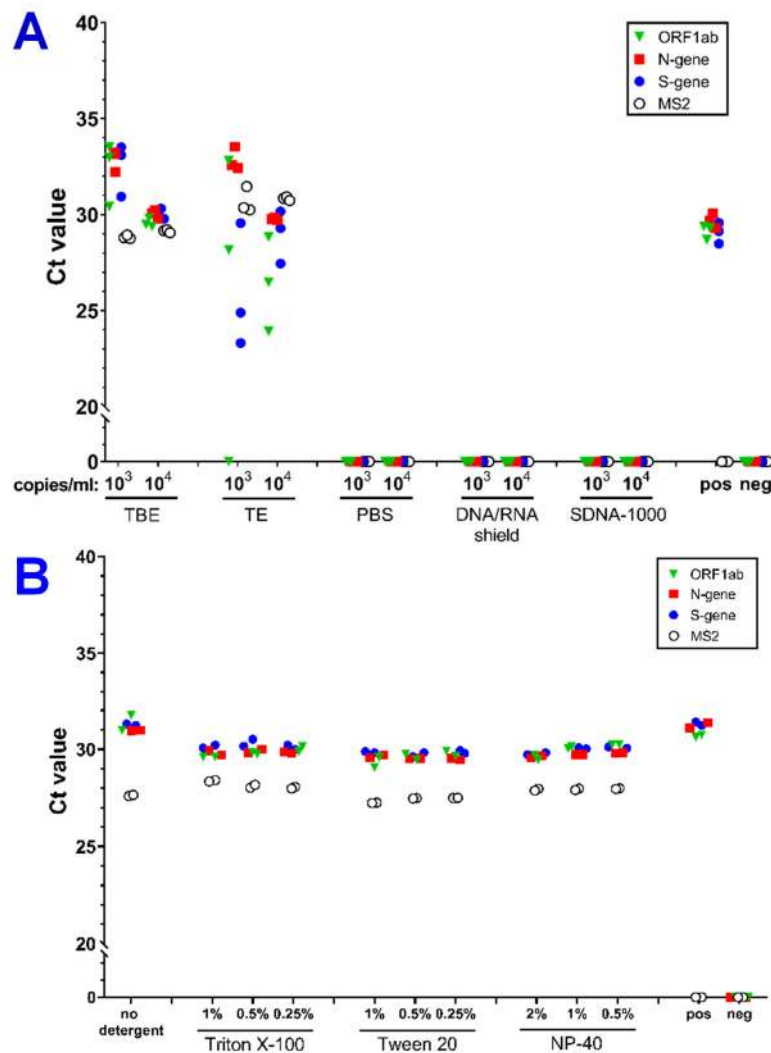 A
40
35
30
25
20
0
Ct value
ORF1ab
N-gene
S-gene
MS2
copies/ml: 10³ 10⁴ 10³ 10⁴ 10³ 10⁴ 10³ 10⁴ 10³ 10⁴ pos neg
TBE TE PBS DNA/RNA shield SDNA-1000
B
40
35
30
25
20
0
Ct value
ORF1ab
N-gene
S-gene
MS2
no detergent 1% 0.5% 0.25% 1% 0.5% 0.25% 2% 1% 0.5% pos neg
Triton X-100 Tween 20 NP-40